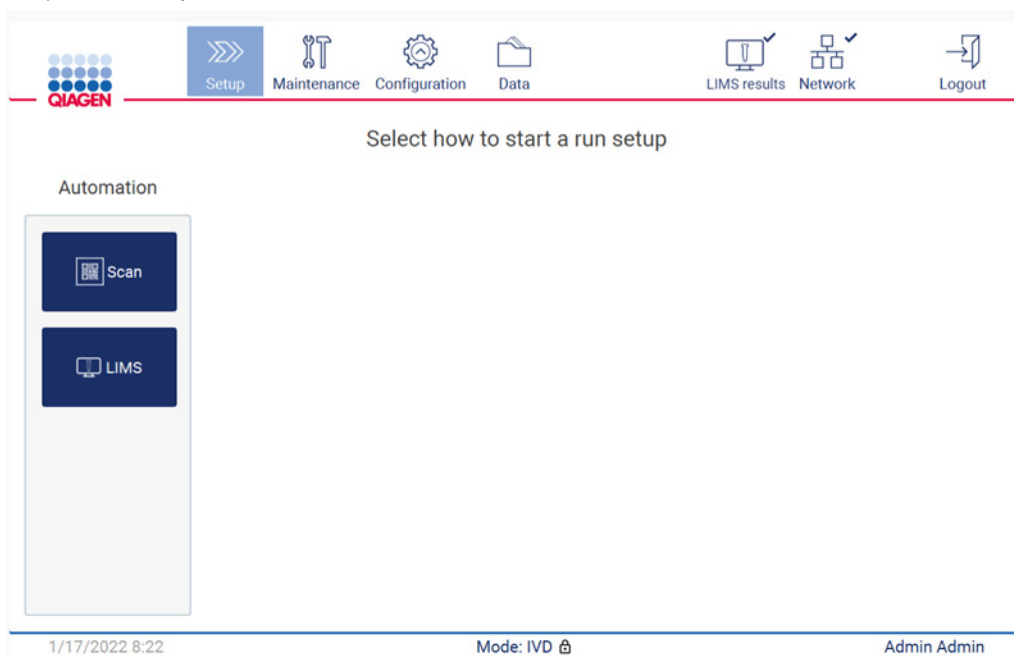 QIAGEN
Setup
Maintenance
Configuration
Data
LIMS results
Network
Logout
Select how to start a run setup
Automation
Scan
LIMS
1/17/2022 8:22
Mode: IVD
Admin Admin